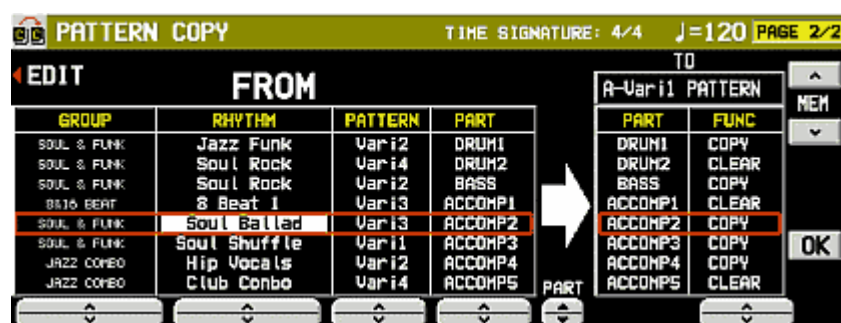 PATTERN COPY TIME SIGNATURE: 4/4 ♩=120 PAGE 2/2
EDIT FROM TO
A-Vari1 PATTERN
MEM
GROUP RHYTHM PATTERN PART PART FUNC
SOUL & FUNK Jazz Funk Vari2 DRUM1 DRUM1 COPY
SOUL & FUNK Soul Rock Vari4 DRUM2 DRUM2 CLEAR
SOUL & FUNK Soul Rock Vari2 BASS BASS COPY
8&16 BEAT 8 Beat 1 Vari3 ACCOMP1 ACCOMP1 CLEAR
SOUL & FUNK Soul Ballad Vari3 ACCOMP2 ACCOMP2 COPY
SOUL & FUNK Soul Shuffle Vari1 ACCOMP3 ACCOMP3 COPY OK
JAZZ COMBO Hip Vocals Vari2 ACCOMP4 ACCOMP4 COPY
JAZZ COMBO Club Conbo Vari4 ACCOMP5 PART ACCOMP5 CLEAR